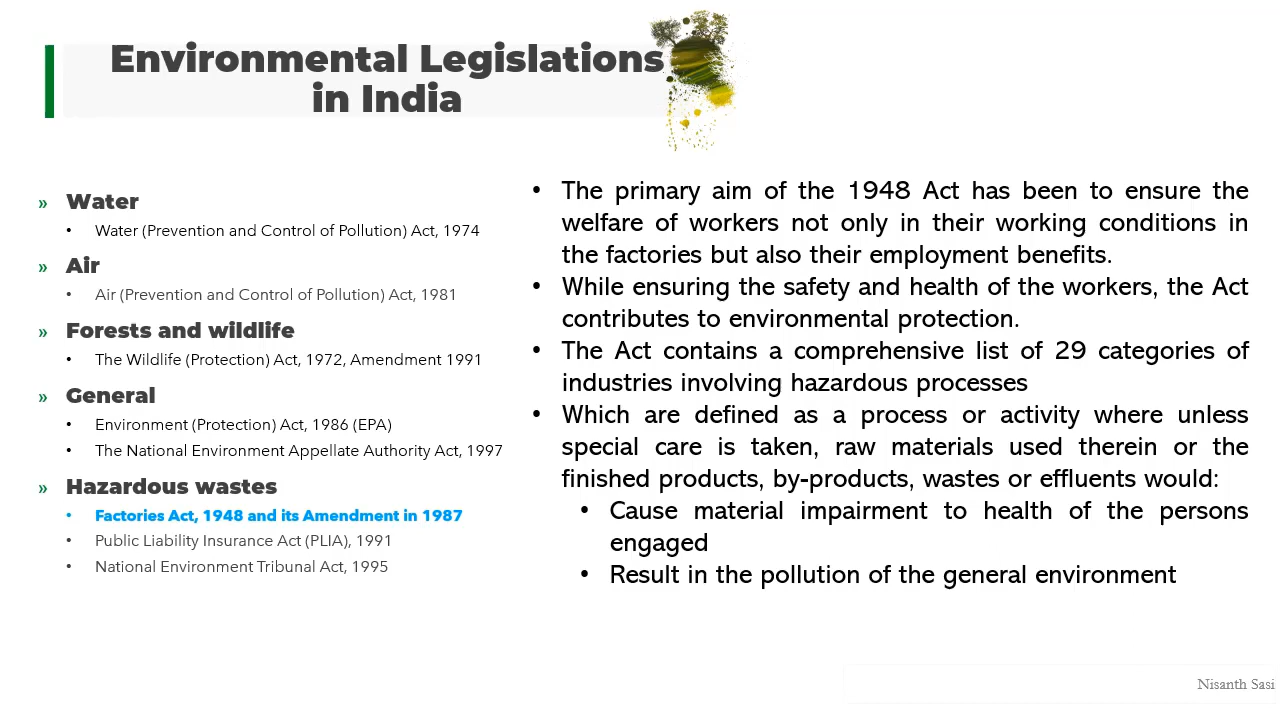 Environmental Legislations
in India
» Water
• Water (Prevention and Control of Pollution) Act, 1974
» Air
• Air (Prevention and Control of Pollution) Act, 1981
» Forests and wildlife
• The Wildlife (Protection) Act, 1972, Amendment 1991
» General
• Environment (Protection) Act, 1986 (EPA)
• The National Environment Appellate Authority Act, 1997
» Hazardous wastes
• Factories Act, 1948 and its Amendment in 1987
• Public Liability Insurance Act (PLIA), 1991
• National Environment Tribunal Act, 1995
• The primary aim of the 1948 Act has been to ensure the
welfare of workers not only in their working conditions in
the factories but also their employment benefits.
• While ensuring the safety and health of the workers, the Act
contributes to environmental protection.
• The Act contains a comprehensive list of 29 categories of
industries involving hazardous processes
• Which are defined as a process or activity where unless
special care is taken, raw materials used therein or the
finished products, by-products, wastes or effluents would:
• Cause material impairment to health of the persons
engaged
• Result in the pollution of the general environment
Nisanth Sasi